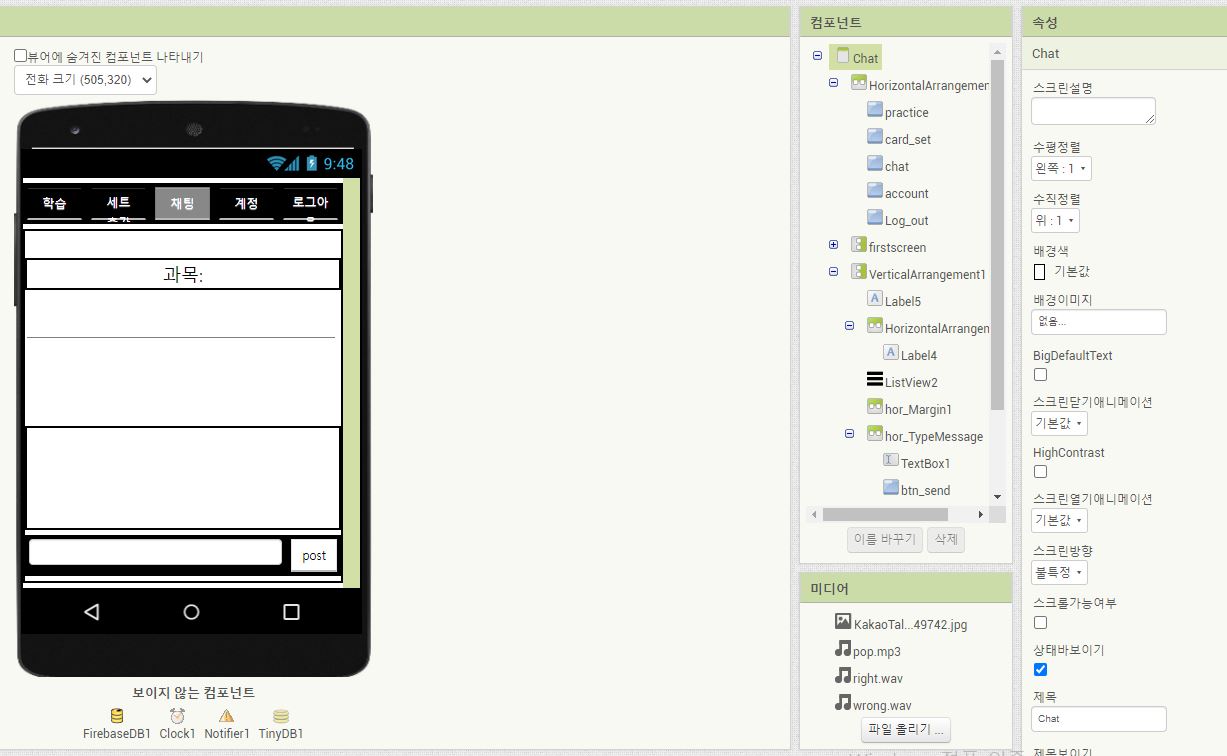 컴포넌트
속성
뷰어에 숨겨진 컴포넌트 나타내기
전화 크기 (505,320)
9:48
학습
세트
채팅
계정
로그아
과목:
post
보이지 않는 컴포넌트
FirebaseDB1
Clock1
Notifier1
TinyDB1
Chat
HorizontalArrangemen
practice
card_set
chat
account
Log_out
firstscreen
VerticalArrangement1
Label5
HorizontalArrangen
Label4
ListView2
hor_Margin1
hor_TypeMessage
TextBox1
btn_send
이름 바꾸기
삭제
미디어
KakaoTal...49742.jpg
pop.mp3
right.wav
wrong.wav
파일 올리기 ...
Chat
스크린설명
수평정렬
왼쪽 : 1
수직정렬
위 : 1
배경색
기본값
배경이미지
없음...
BigDefaultText
스크린닫기애니메이션
기본값
HighContrast
스크린열기애니메이션
기본값
스크린방향
불특정
스크롤가능여부
상태바보이기
제목
Chat
제목보이기